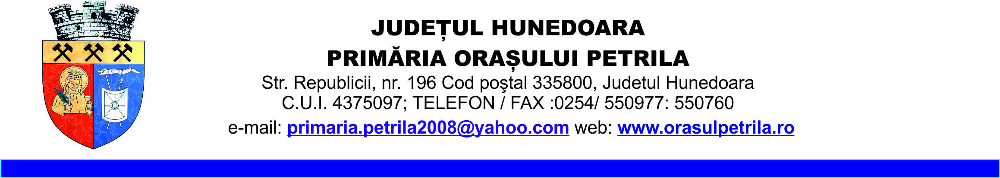 JUDEȚUL HUNEDOARA
PRIMĂRIA ORAȘULUI PETRILA
Str. Republicii, nr. 196 Cod poştal 335800, Judetul Hunedoara
C.U.I. 4375097; TELEFON / FAX :0254/ 550977: 550760
e-mail: primaria.petrila2008@yahoo.com web: www.orasulpetrila.ro